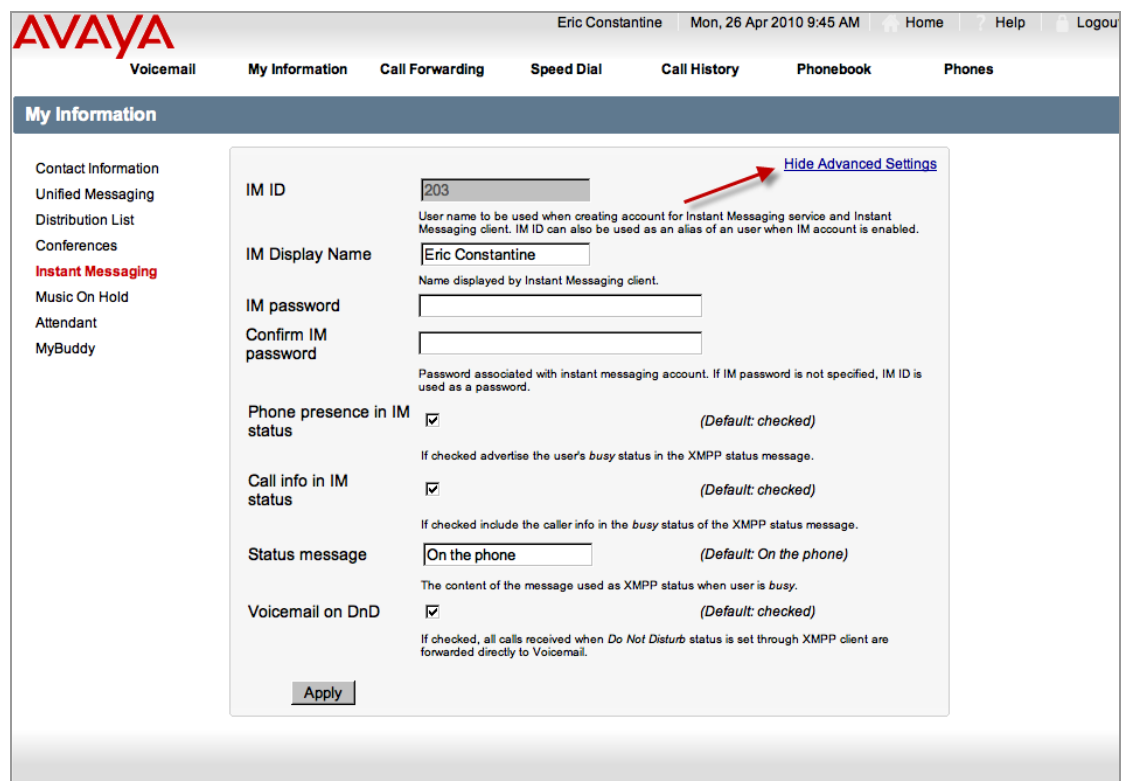 AVAYA
Eric Constantine Mon, 26 Apr 2010 9:45 AM Home ? Help Logou
Voicemail My Information Call Forwarding Speed Dial Call History Phonebook Phones
My Information
Contact Information
Unified Messaging
Distribution List
Conferences
Instant Messaging
Music On Hold
Attendant
MyBuddy
Hide Advanced Settings
IM ID 203
User name to be used when creating account for Instant Messaging service and Instant
Messaging client. IM ID can also be used as an alias of an user when IM account is enabled.
IM Display Name Eric Constantine
Name displayed by Instant Messaging client.
IM password
Confirm IM
password
Password associated with instant messaging account. If IM password is not specified, IM ID is
used as a password.
Phone presence in IM
status (Default: checked)
If checked advertise the user's busy status in the XMPP status message.
Call info in IM
status (Default: checked)
If checked include the caller info in the busy status of the XMPP status message.
Status message On the phone (Default: On the phone)
The content of the message used as XMPP status when user is busy.
Voicemail on DnD (Default: checked)
If checked, all calls received when Do Not Disturb status is set through XMPP client are
forwarded directly to Voicemail.
Apply